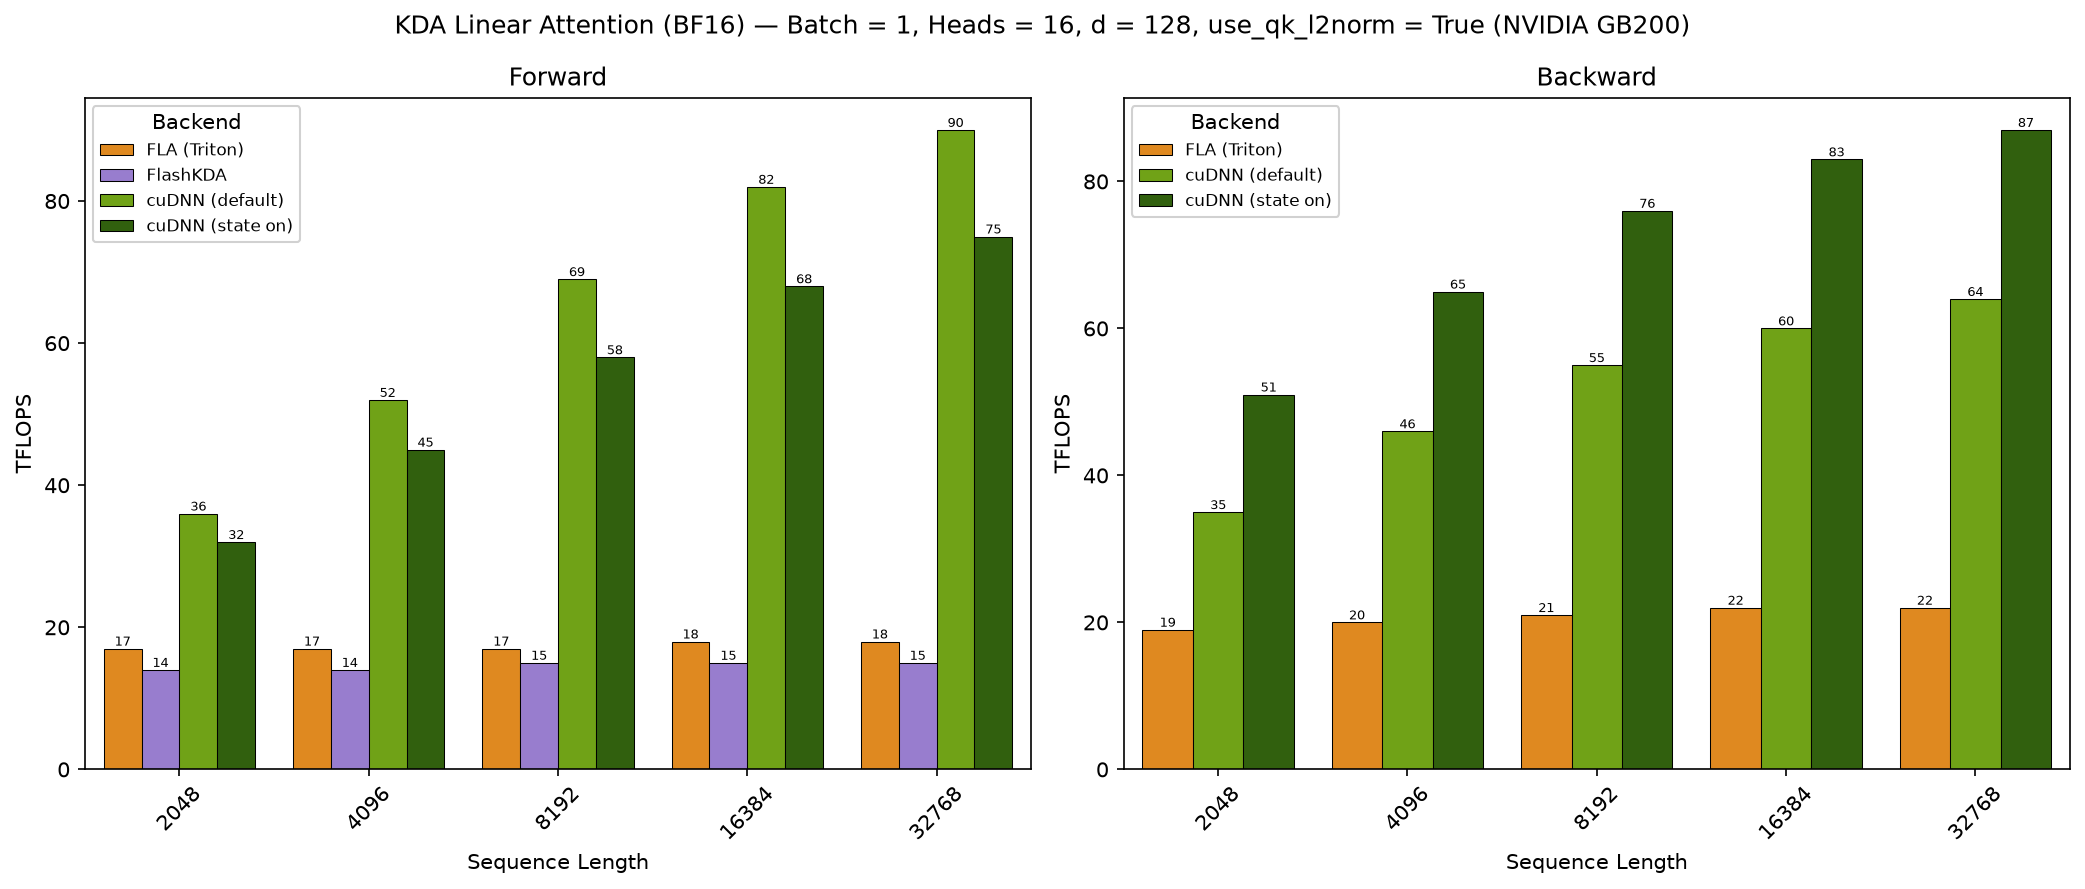 KDA Linear Attention (BF16) — Batch = 1, Heads = 16, d = 128, use_qk_l2norm = True (NVIDIA GB200)
Forward
Backend
FLA (Triton)
FlashKDA
cuDNN (default)
cuDNN (state on)
TFLOPS
80
60
40
20
0
17 14 36 32
17 14 52 45
17 15 69 58
18 15 82 68
18 15 90 75
2048 4096 8192 16384 32768
Sequence Length
Backward
Backend
FLA (Triton)
cuDNN (default)
cuDNN (state on)
TFLOPS
80
60
40
20
0
19 35 51
20 46 65
21 55 76
22 60 83
22 64 87
2048 4096 8192 16384 32768
Sequence Length